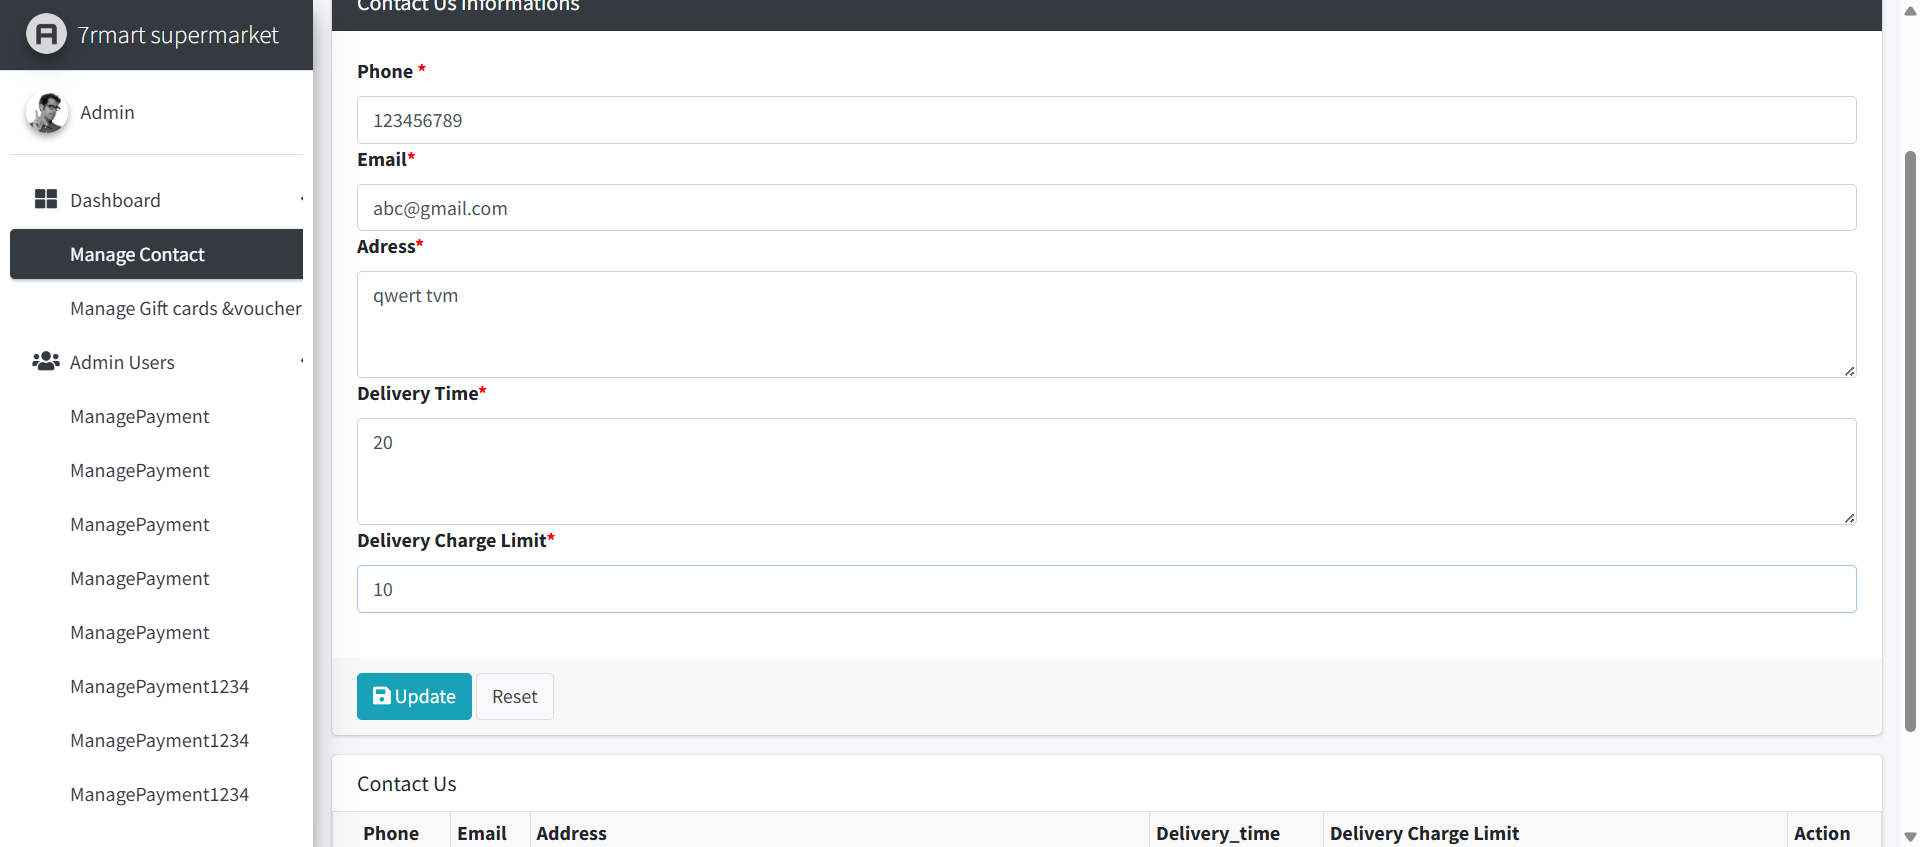 7rmart supermarket
Admin
Dashboard
Manage Contact
Manage Gift cards &voucher
Admin Users
ManagePayment
ManagePayment
ManagePayment
ManagePayment
ManagePayment
ManagePayment1234
ManagePayment1234
ManagePayment1234
Contact Us Informations
Phone *
123456789
Email*
abc@gmail.com
Adress*
qwert tvm
Delivery Time*
20
Delivery Charge Limit*
10
Update Reset
Contact Us
Phone Email Address Delivery_time Delivery Charge Limit Action